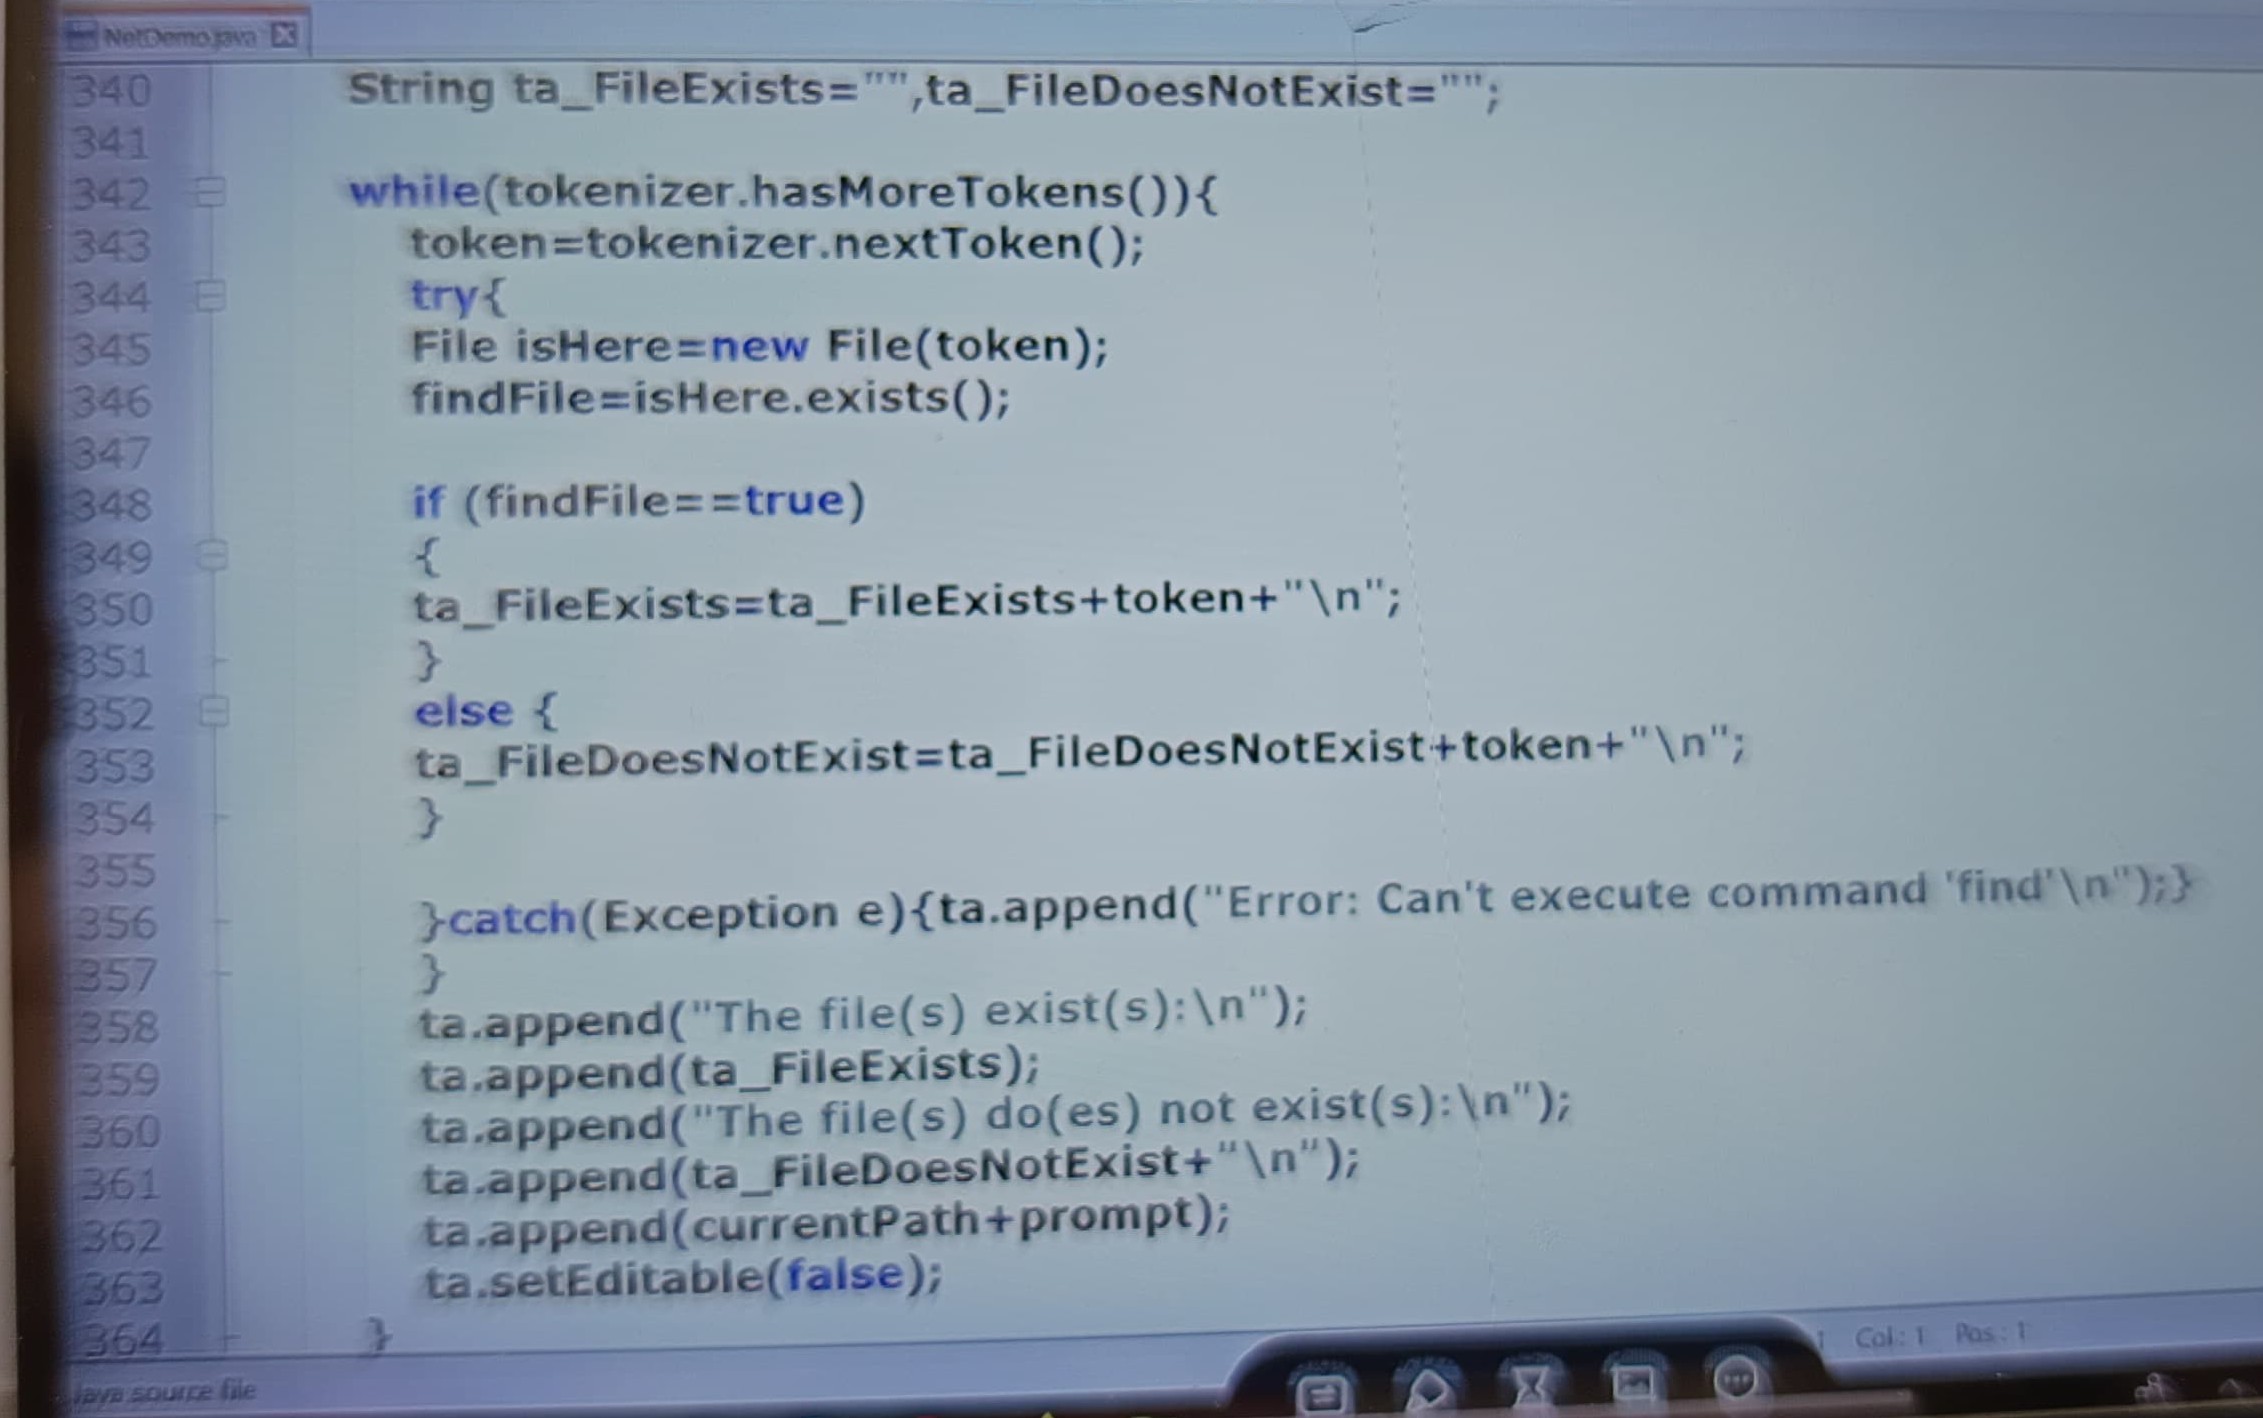 NetDemo.java
340 String ta_FileExists="",ta_FileDoesNotExist="";
341
342 while(tokenizer.hasMoreTokens()){
343 token=tokenizer.nextToken();
344 try{
345 File isHere=new File(token);
346 findFile=isHere.exists();
347
348 if (findFile==true)
349 {
350 ta_FileExists=ta_FileExists+token+"\n";
351 }
352 else {
353 ta_FileDoesNotExist=ta_FileDoesNotExist+token+"\n";
354 }
355
356 }catch(Exception e){ta.append("Error: Can't execute command 'find'\n");}
357 }
358 ta.append("The file(s) exist(s):\n");
359 ta.append(ta_FileExists);
360 ta.append("The file(s) do(es) not exist(s):\n");
361 ta.append(ta_FileDoesNotExist+"\n");
362 ta.append(currentPath+prompt);
363 ta.setEditable(false);
364 }
Col : 1 Pos : 1
Java source file